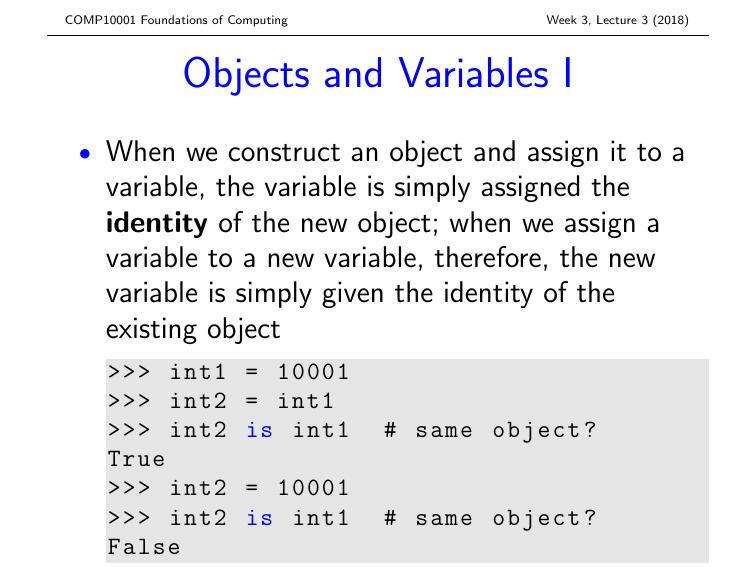 COMP10001 Foundations of Computing Week 3, Lecture 3 (2018)
Objects and Variables I
• When we construct an object and assign it to a
variable, the variable is simply assigned the
identity of the new object; when we assign a
variable to a new variable, therefore, the new
variable is simply given the identity of the
existing object
>>> int1 = 10001
>>> int2 = int1
>>> int2 is int1 # same object?
True
>>> int2 = 10001
>>> int2 is int1 # same object?
False